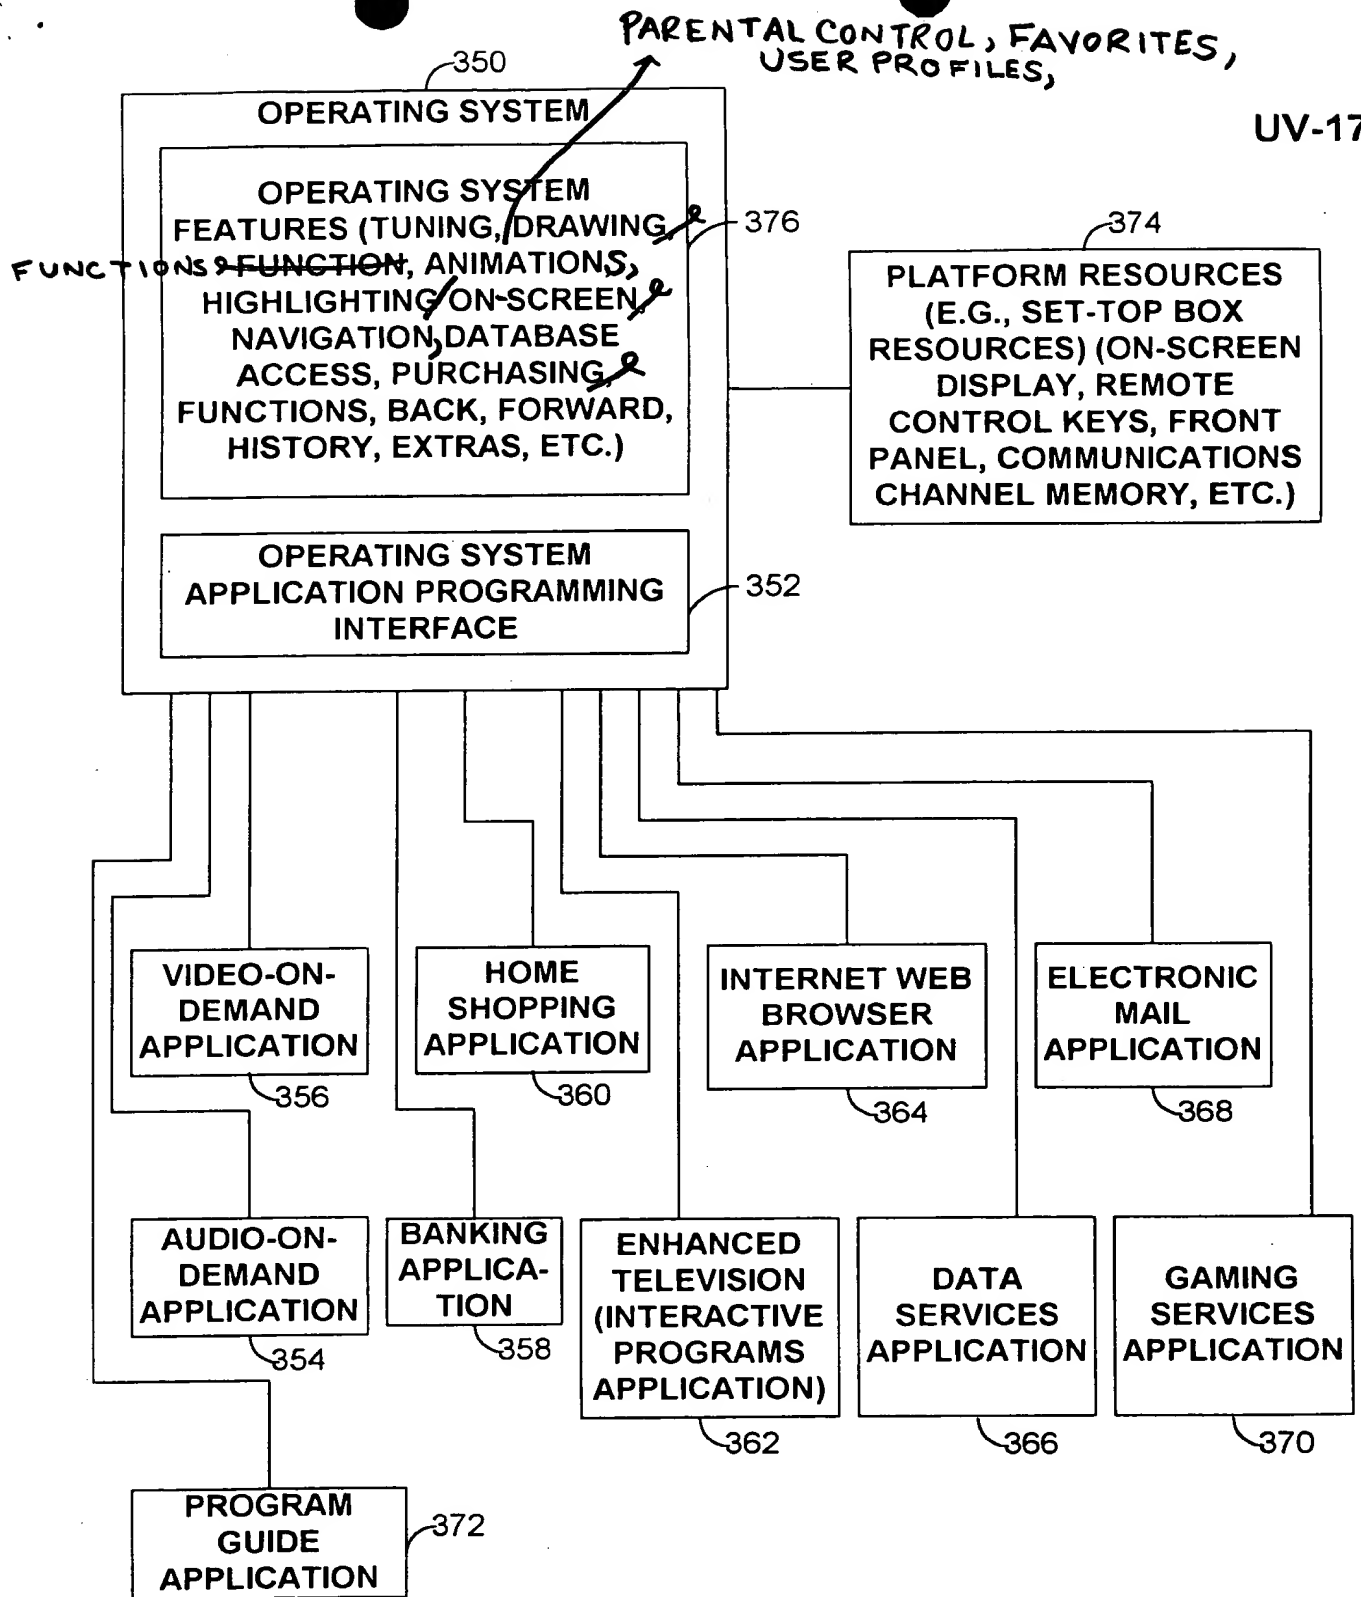 PARENTAL CONTROL, FAVORITES,
USER PROFILES,
350
UV-17
OPERATING SYSTEM
OPERATING SYSTEM
FEATURES (TUNING, DRAWING,
FUNCTIONS, FUNCTION, ANIMATIONS,
HIGHLIGHTING/ON-SCREEN,
NAVIGATION, DATABASE
ACCESS, PURCHASING,
FUNCTIONS, BACK, FORWARD,
HISTORY, EXTRAS, ETC.)
376
374
PLATFORM RESOURCES
(E.G., SET-TOP BOX
RESOURCES) (ON-SCREEN
DISPLAY, REMOTE
CONTROL KEYS, FRONT
PANEL, COMMUNICATIONS
CHANNEL MEMORY, ETC.)
OPERATING SYSTEM
APPLICATION PROGRAMMING
INTERFACE
352
VIDEO-ON-
DEMAND
APPLICATION
356
HOME
SHOPPING
APPLICATION
360
INTERNET WEB
BROWSER
APPLICATION
364
ELECTRONIC
MAIL
APPLICATION
368
AUDIO-ON-
DEMAND
APPLICATION
354
BANKING
APPLICA-
TION
358
ENHANCED
TELEVISION
(INTERACTIVE
PROGRAMS
APPLICATION)
362
DATA
SERVICES
APPLICATION
366
GAMING
SERVICES
APPLICATION
370
PROGRAM
GUIDE
APPLICATION
372